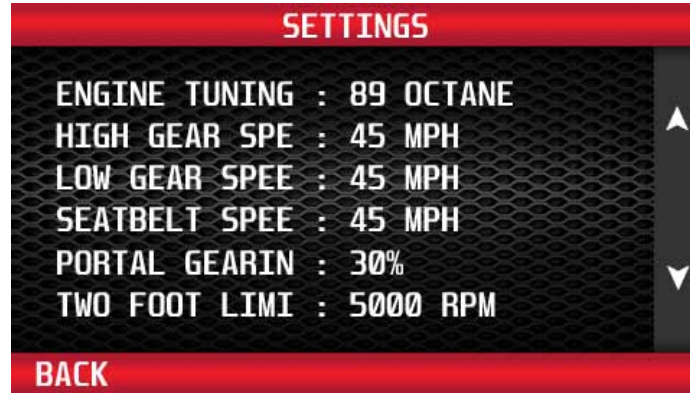 SETTINGS
ENGINE TUNING : 89 OCTANE
HIGH GEAR SPE : 45 MPH
LOW GEAR SPEE : 45 MPH
SEATBELT SPEE : 45 MPH
PORTAL GEARIN : 30%
TWO FOOT LIMI : 5000 RPM
BACK